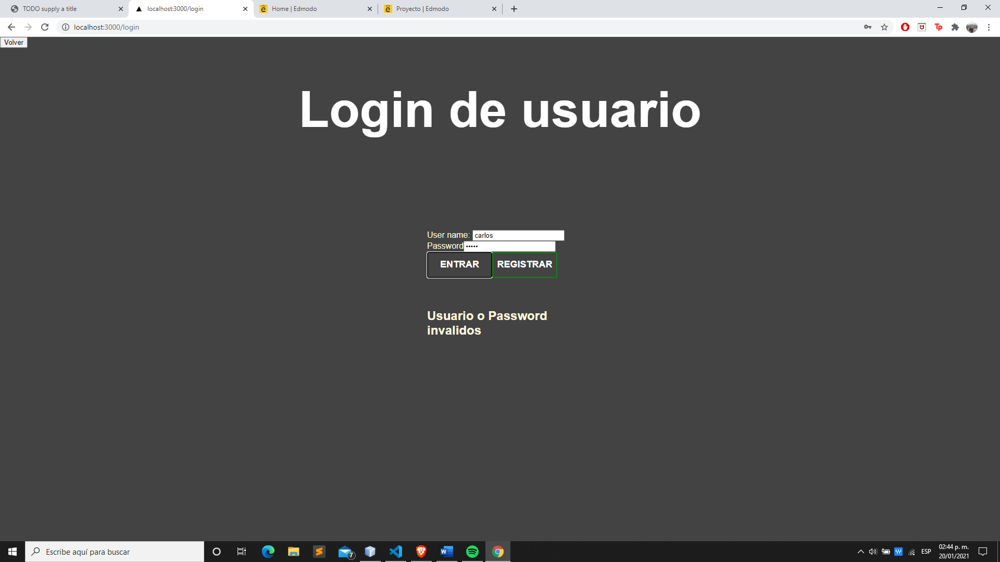 TODO supply a title
localhost:3000/login
Home | Edmodo
Proyecto | Edmodo
localhost:3000/login
Volver
Login de usuario
User name: carlos
Password •••••
ENTRAR REGISTRAR
Usuario o Password
invalidos
Escribe aquí para buscar
7
ESP
02:44 p. m.
20/01/2021